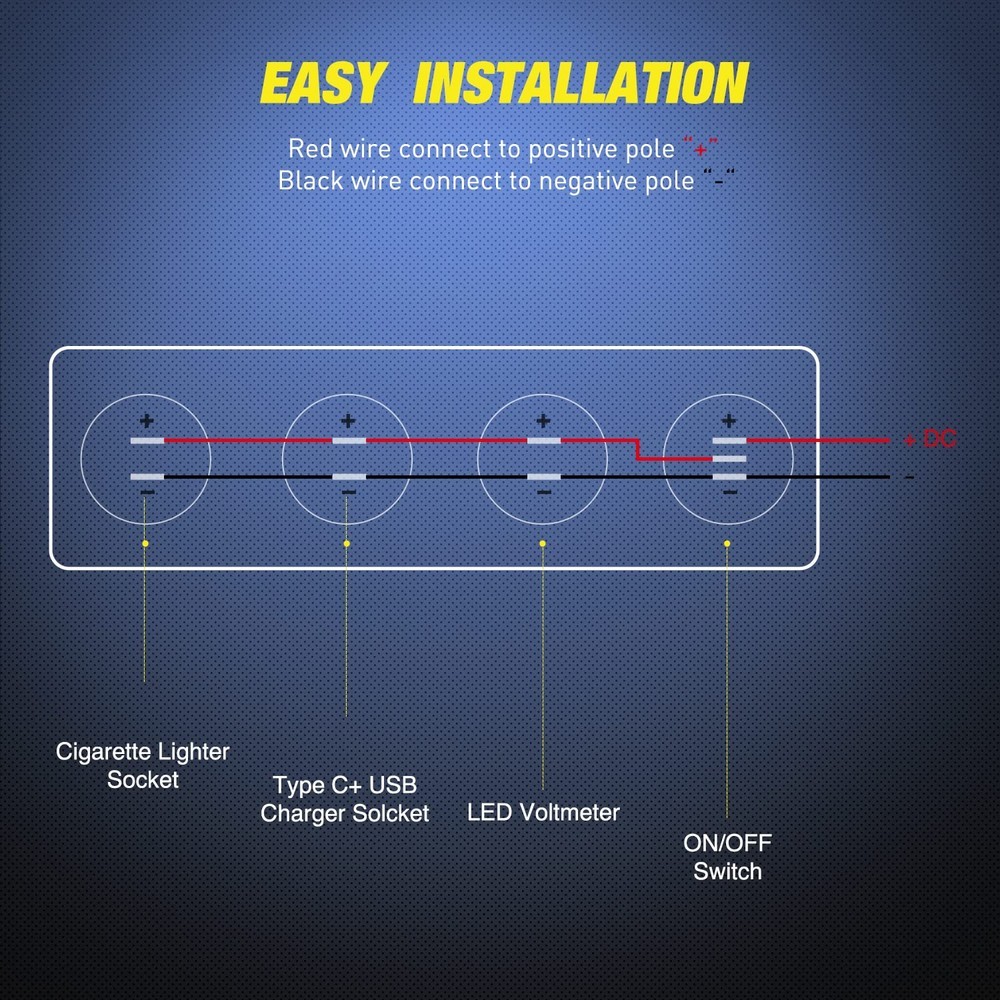 EASY INSTALLATION
Red wire connect to positive pole “+”
Black wire connect to negative pole “-“
+ + + +
+ DC
-
- - - -
Cigarette Lighter
Socket
Type C+ USB
Charger Solcket
LED Voltmeter
ON/OFF
Switch